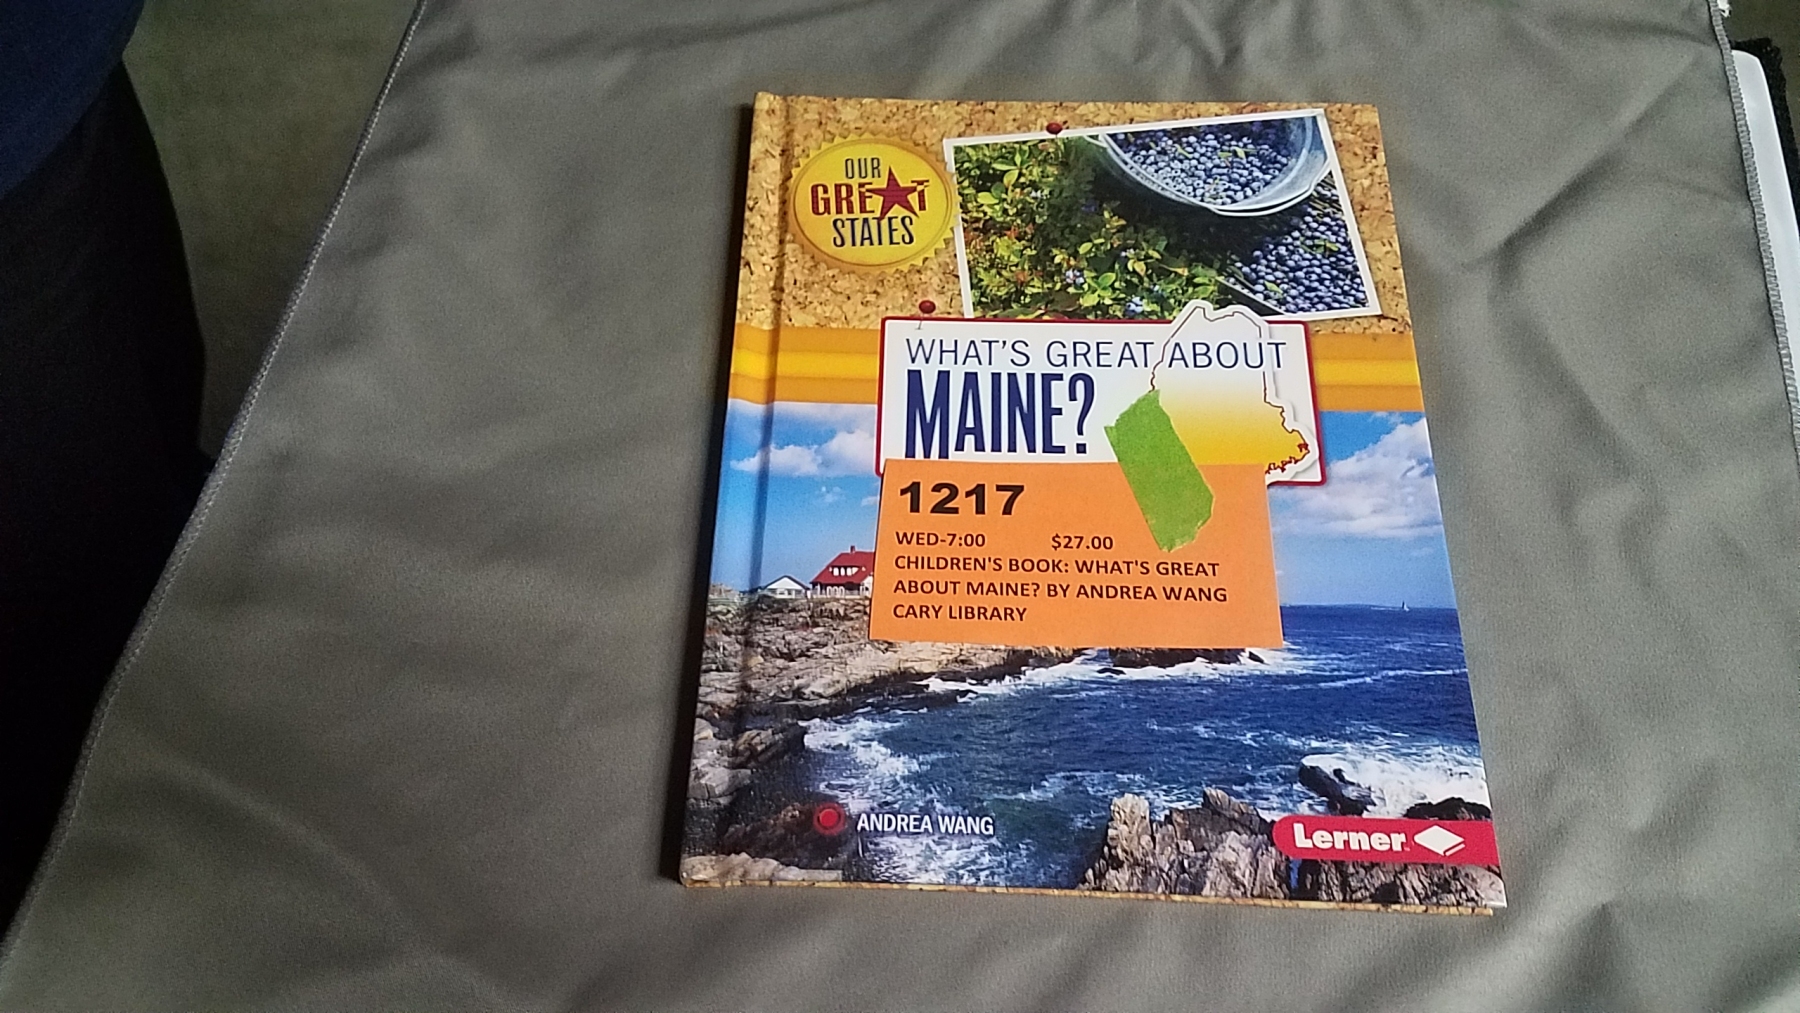 OUR
GREAT
STATES
WHAT'S GREAT ABOUT
MAINE?
1217
WED-7:00 $27.00
CHILDREN'S BOOK: WHAT'S GREAT
ABOUT MAINE? BY ANDREA WANG
CARY LIBRARY
ANDREA WANG
Lerner